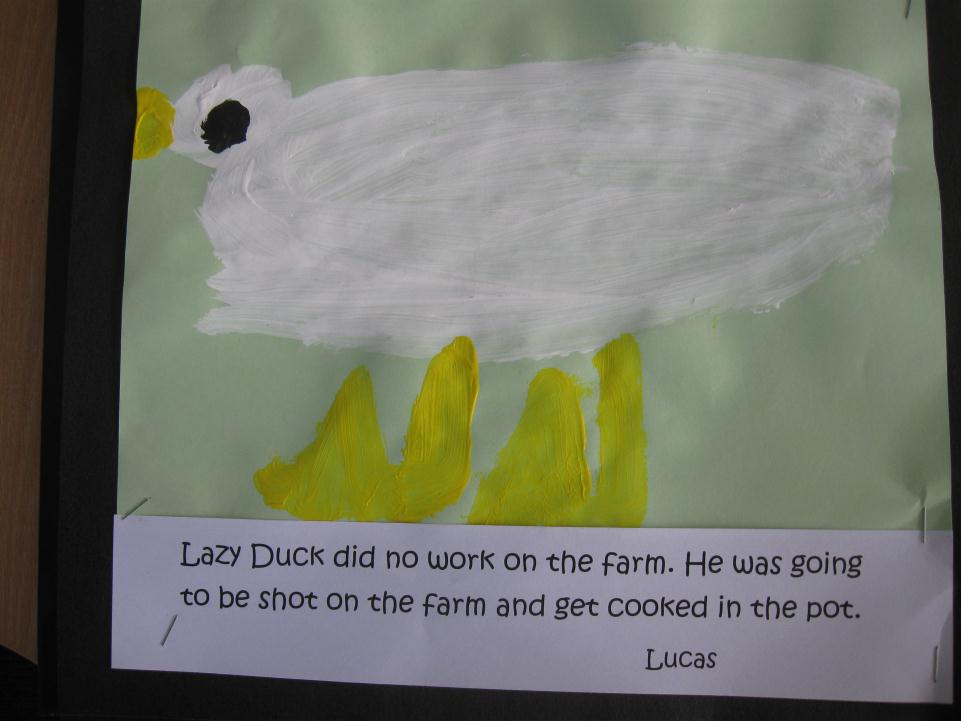 Lazy Duck did no work on the farm. He was going
to be shot on the farm and get cooked in the pot.
Lucas